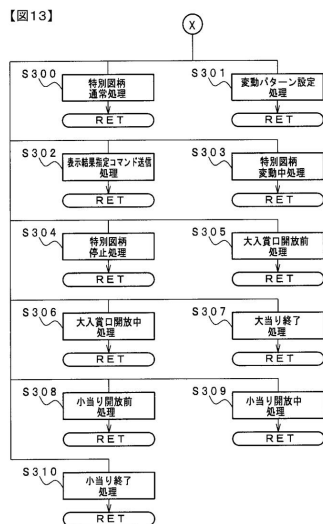 【図13】
X
S300
特別図柄
通常処理
RET
S301
変動パターン設定
処理
RET
S302
表示結果指定コマンド送信
処理
RET
S303
特別図柄
変動中処理
RET
S304
特別図柄
停止処理
RET
S305
大入賞口開放前
処理
RET
S306
大入賞口開放中
処理
RET
S307
大当り終了
処理
RET
S308
小当り開放前
処理
RET
S309
小当り開放中
処理
RET
S310
小当り終了
処理
RET